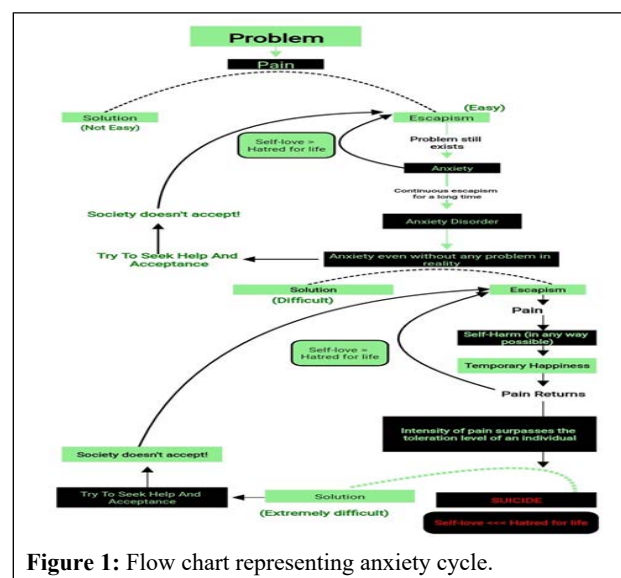 Problem
Pain
Solution
(Not Easy)
(Easy)
Escapism
Problem still
exists
Self-love >
Hatred for life
Anxiety
Continuous escapism
for a long time
Anxiety Disorder
Society doesn't accept!
Try To Seek Help And
Acceptance
Anxiety even without any problem in
reality
Solution
(Difficult)
Escapism
Pain
Self-Harm (in any way
possible)
Temporary Happiness
Self-love =
Hatred for life
Pain Returns
Intensity of pain surpasses the
toleration level of an individual
Society doesn't accept!
Try To Seek Help And
Acceptance
Solution
(Extremely difficult)
SUICIDE
Self-love <<< Hatred for life
Figure 1: Flow chart representing anxiety cycle.